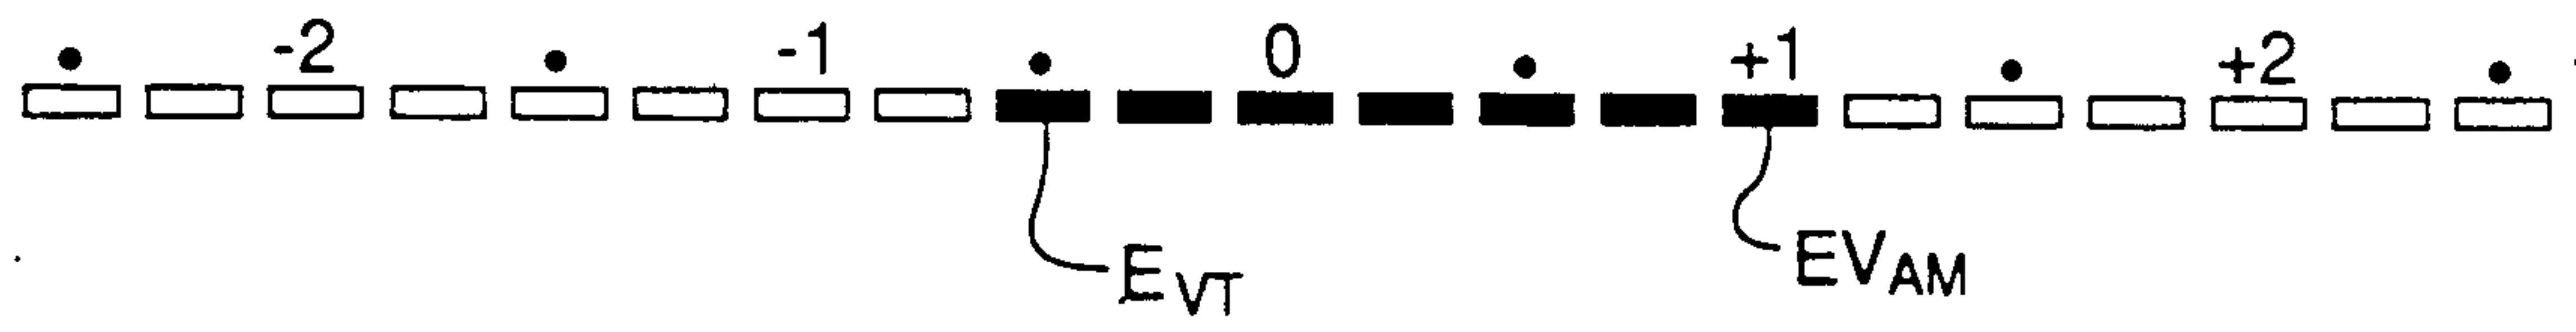 • -2 • -1 • 0 • +1 • +2 •
EVT EVAM